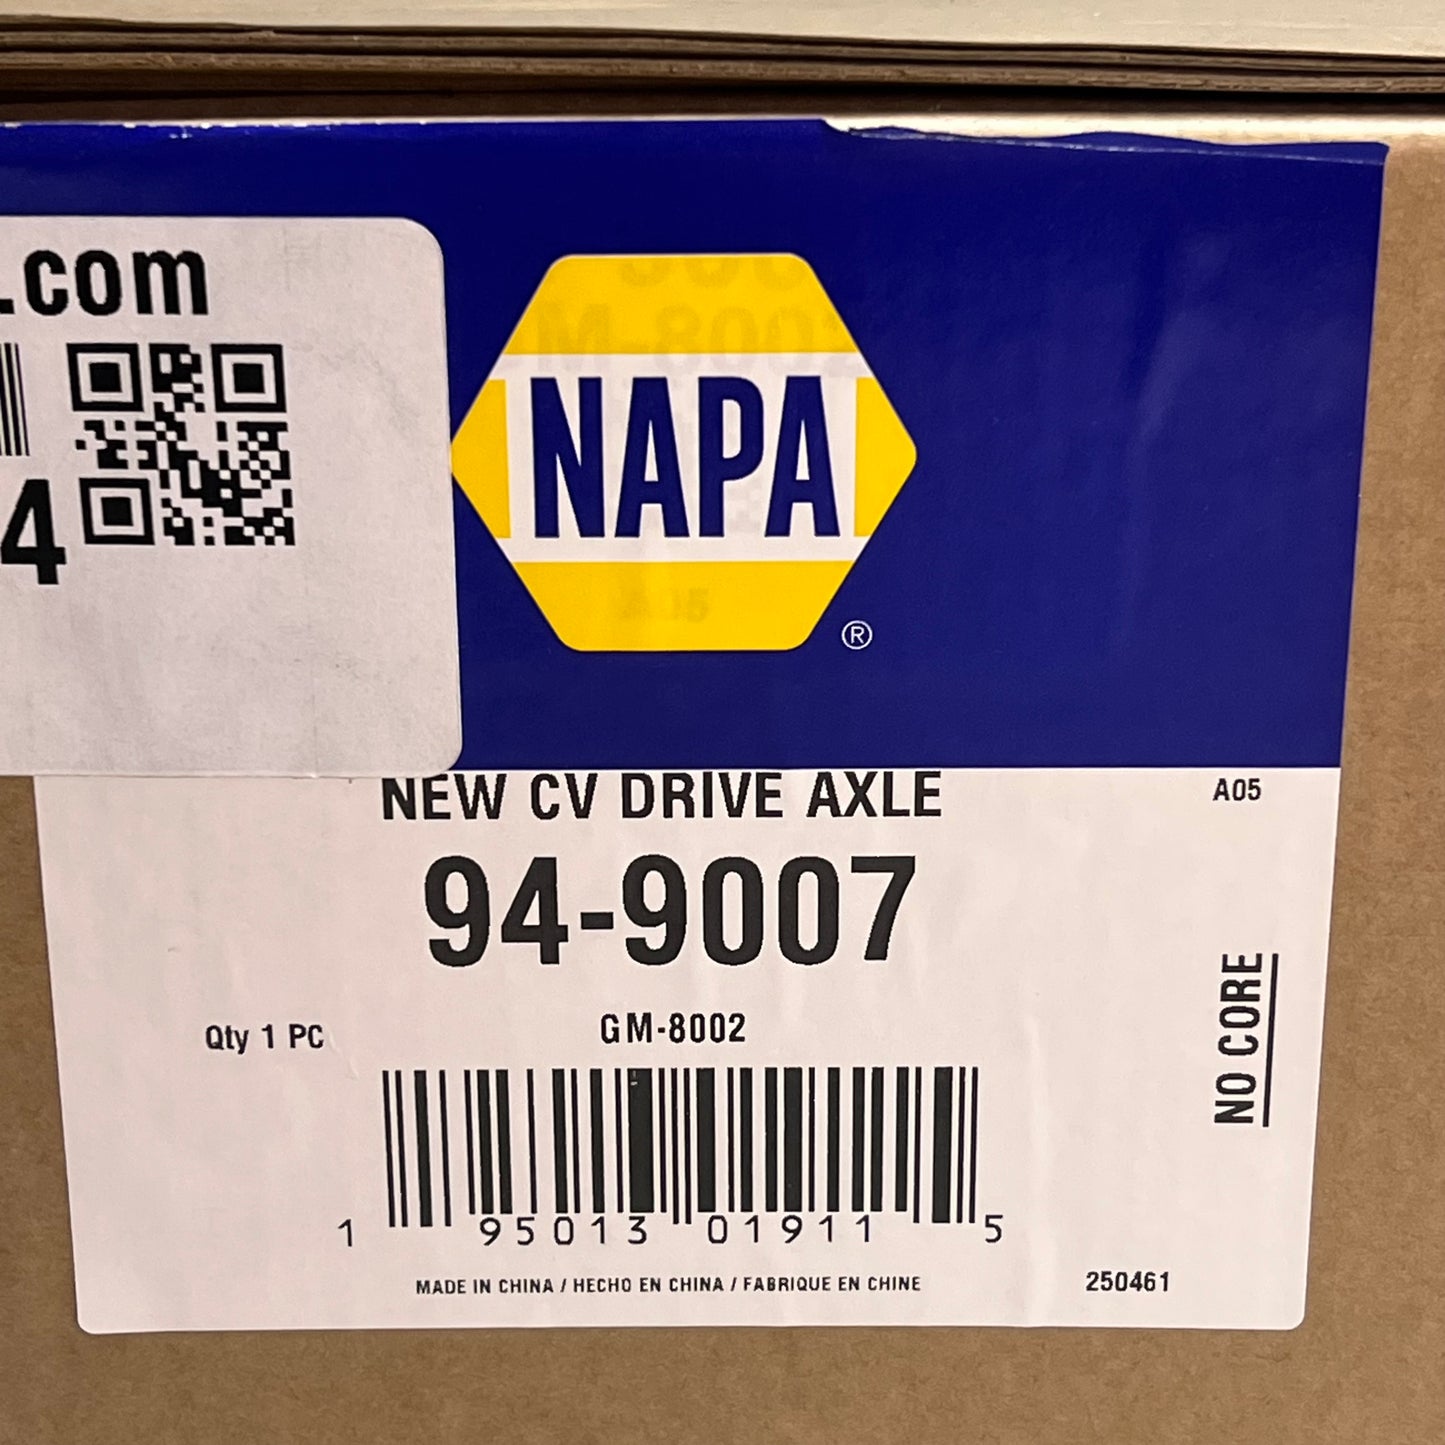 .com
4
NAPA
®
NEW CV DRIVE AXLE
A05
94-9007
Qty 1 PC
GM-8002
NO CORE
1 95013 01911 5
MADE IN CHINA / HECHO EN CHINA / FABRIQUE EN CHINE
250461